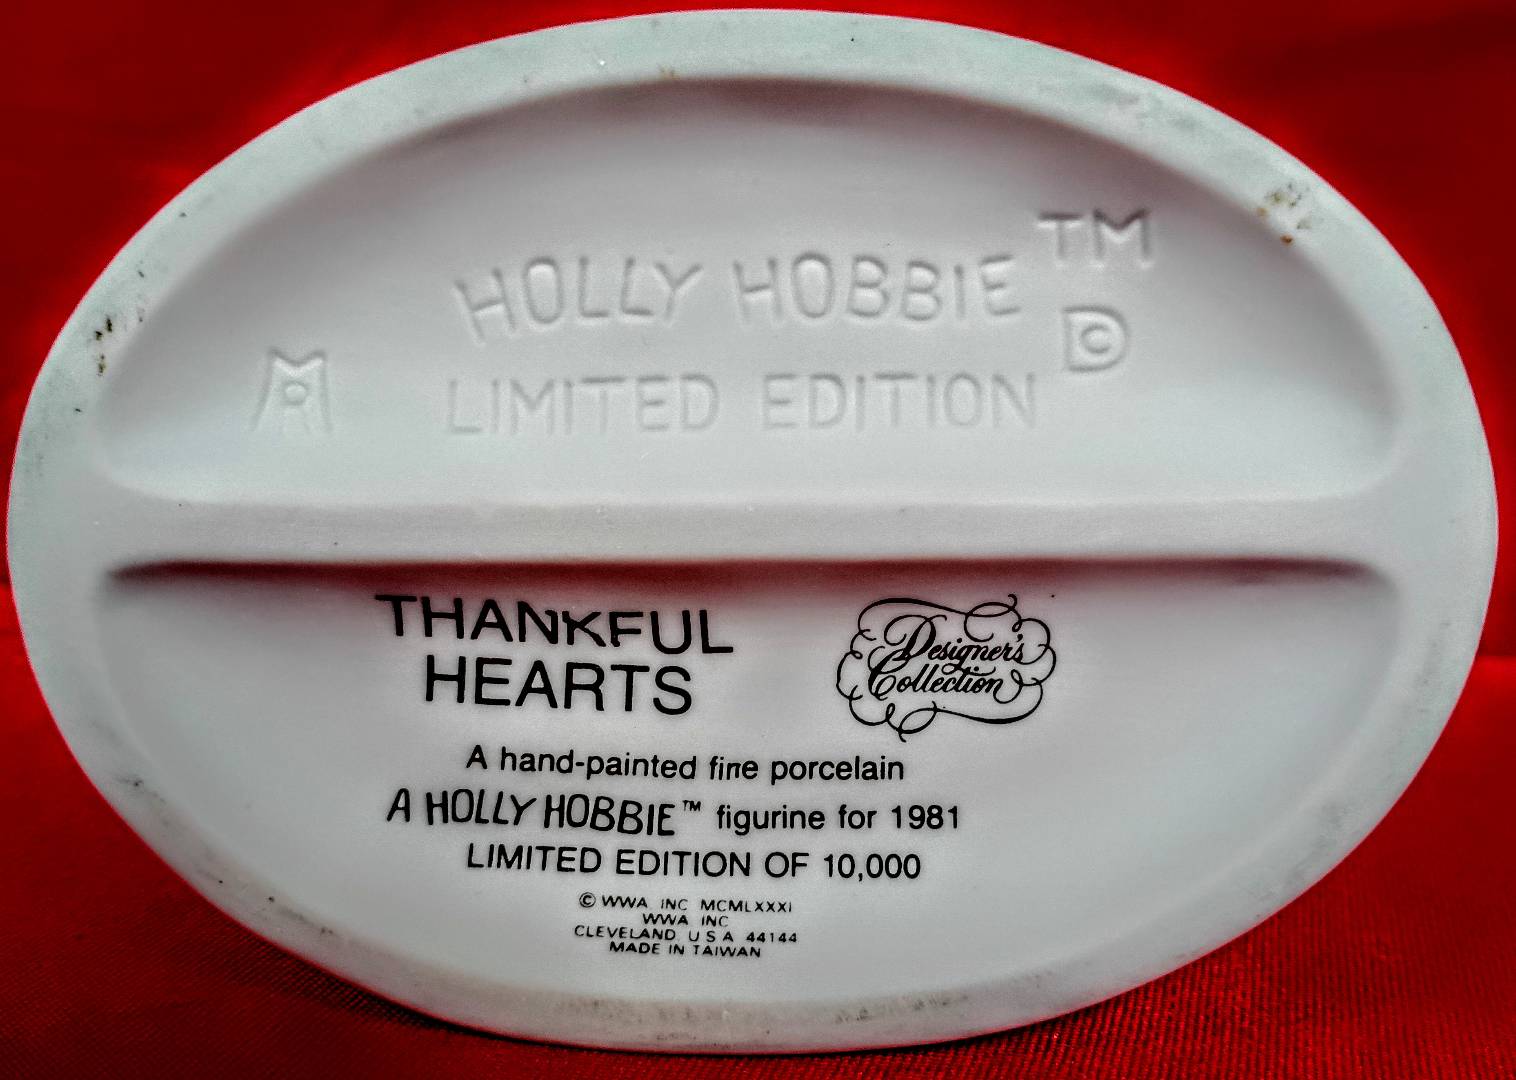 HOLLY HOBBIE TM
D ©
LIMITED EDITION
THANKFUL
HEARTS
Designer's
Collection
A hand-painted fine porcelain
A HOLLY HOBBIE™ figurine for 1981
LIMITED EDITION OF 10,000
© WWA INC MCMLXXXI
WWA INC
CLEVELAND U S A 44144
MADE IN TAIWAN